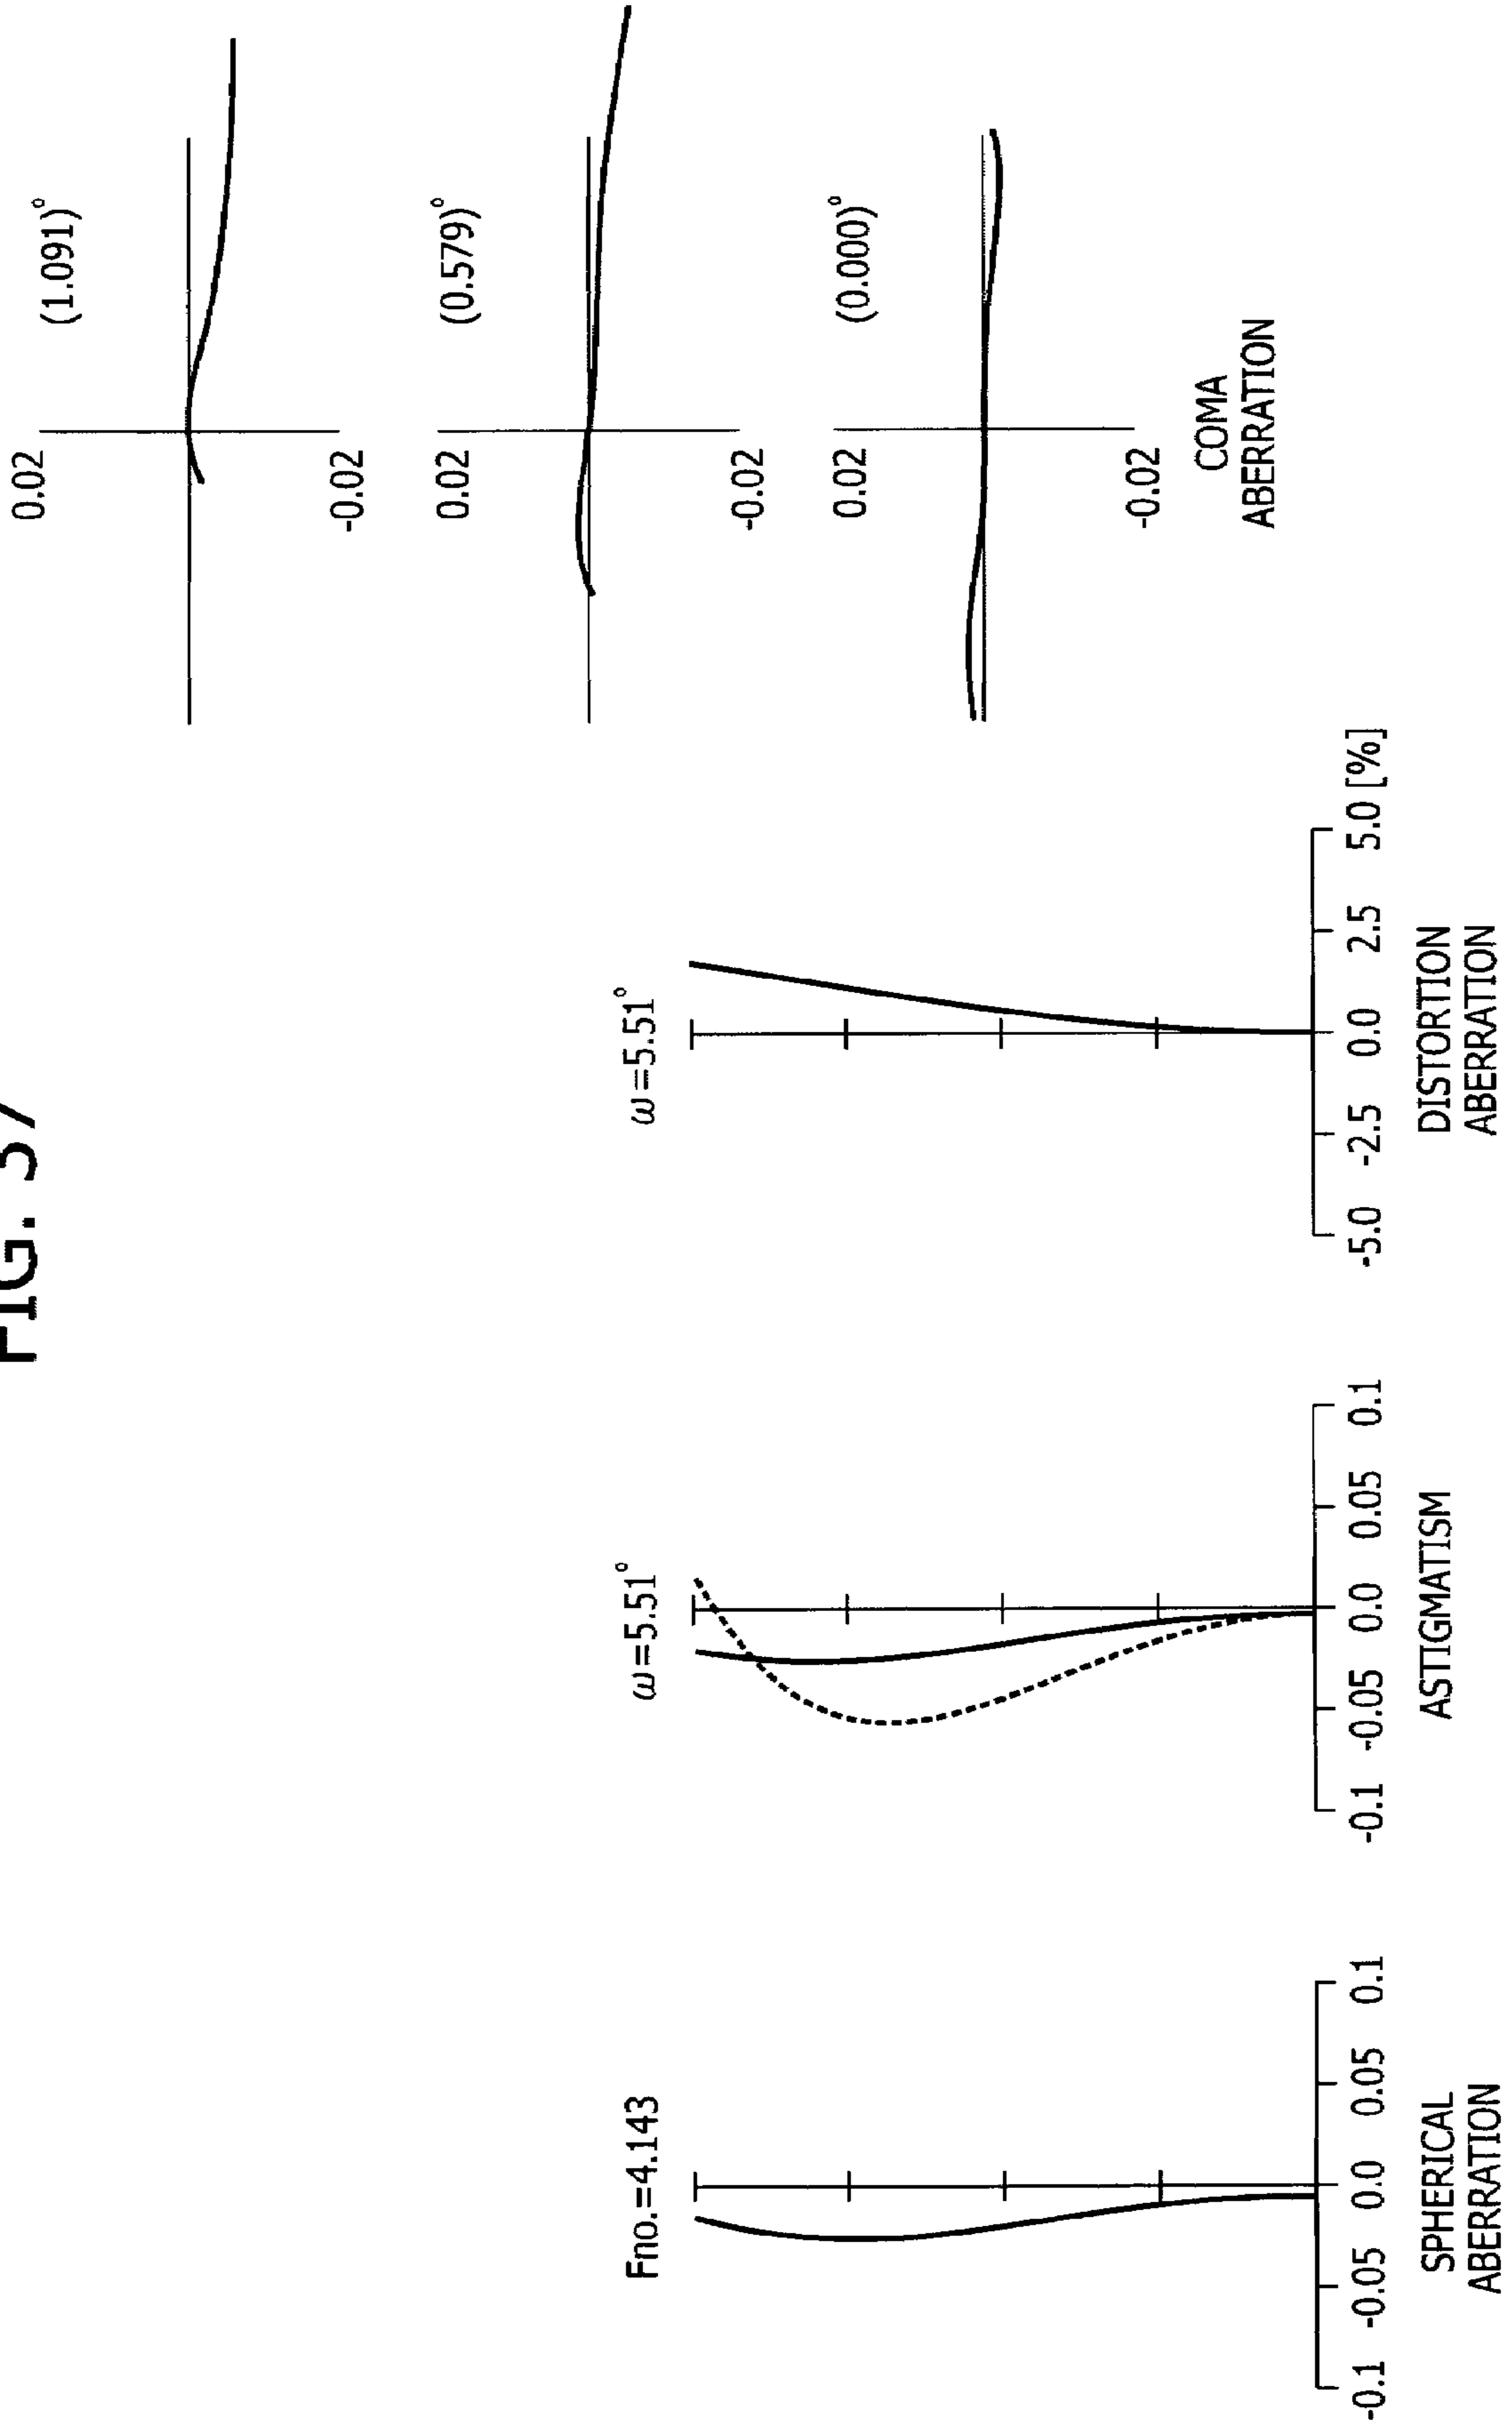 FIG.
0.02
(1.091)°
-0.02
0.02
(0.579)°
-0.02
0.02
(0.000)°
-0.02
COMA
ABERRATION
Fno.=4.143
-0.1 -0.05 0.0 0.05 0.1
SPHERICAL
ABERRATION
ω=5.51°
-0.1 -0.05 0.0 0.05 0.1
ASTIGMATISM
ω=5.51°
-5.0 -2.5 0.0 2.5 5.0 [%]
DISTORTION
ABERRATION